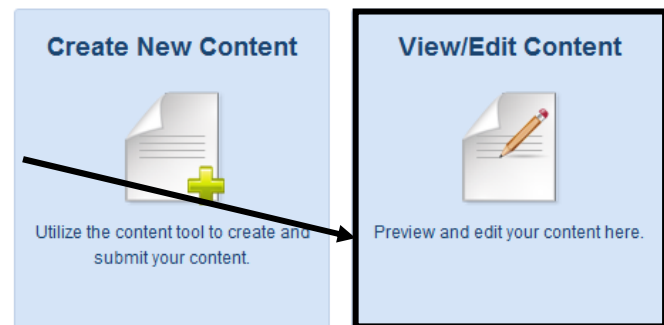 Create New Content
Utilize the content tool to create and
submit your content.
View/Edit Content
Preview and edit your content here.